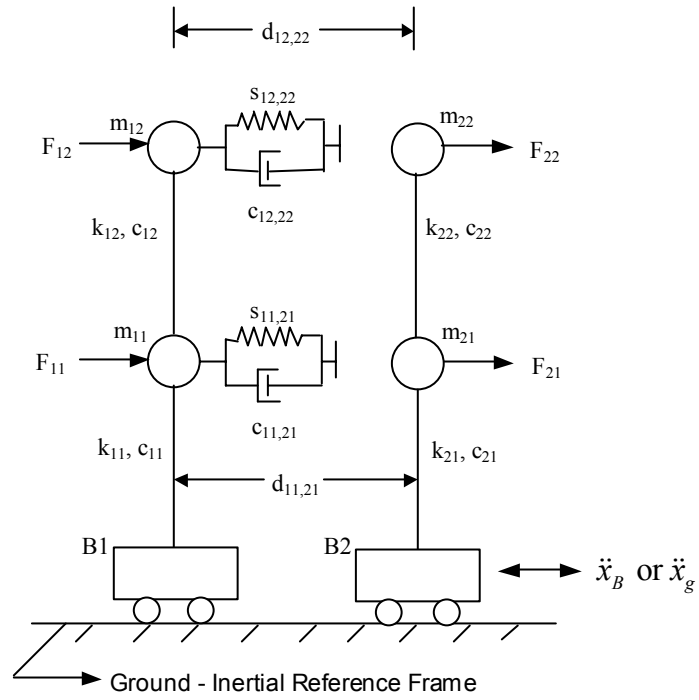 d12,22
s12,22
m12
m22
F12
F22
c12,22
k12, c12
k22, c22
s11,21
m11
m21
F11
F21
c11,21
k11, c11
k21, c21
d11,21
B1
B2
ẍB or ẍg
Ground - Inertial Reference Frame